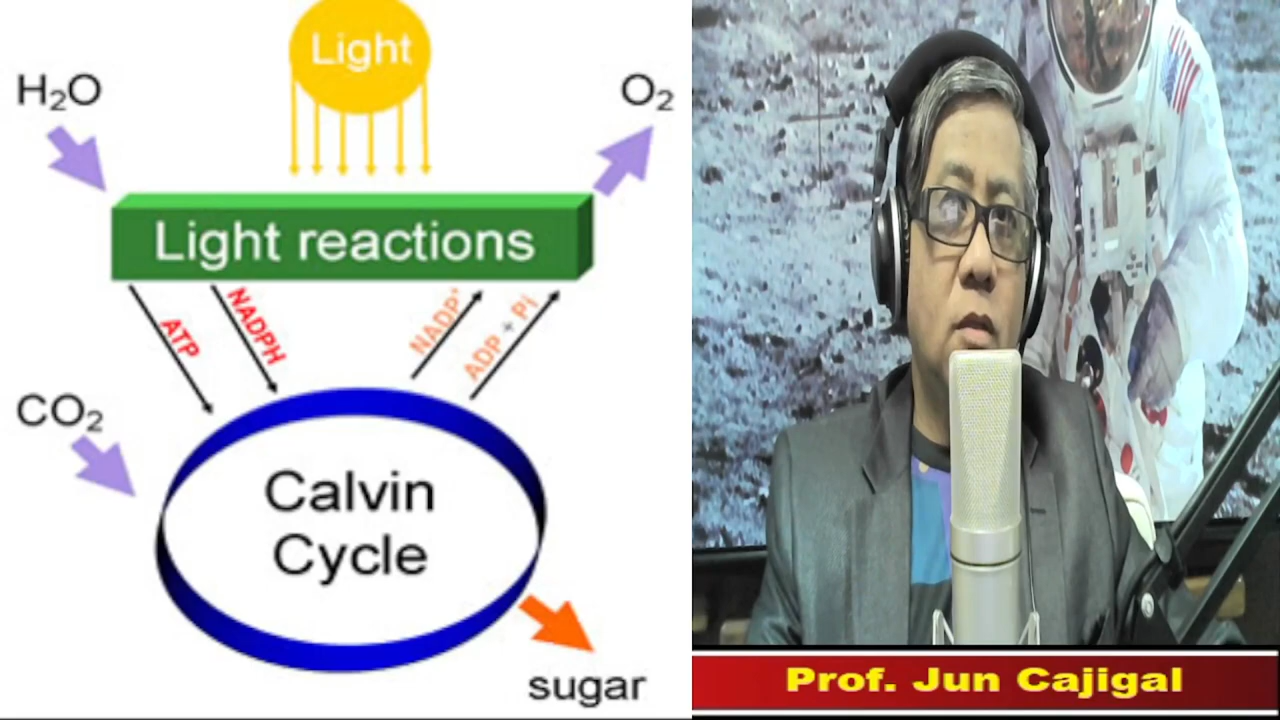 Light
H₂O
O₂
Light reactions
ATP
NADPH
NADP⁺
ADP + Pi
CO₂
Calvin
Cycle
sugar
Prof. Jun Cajigal